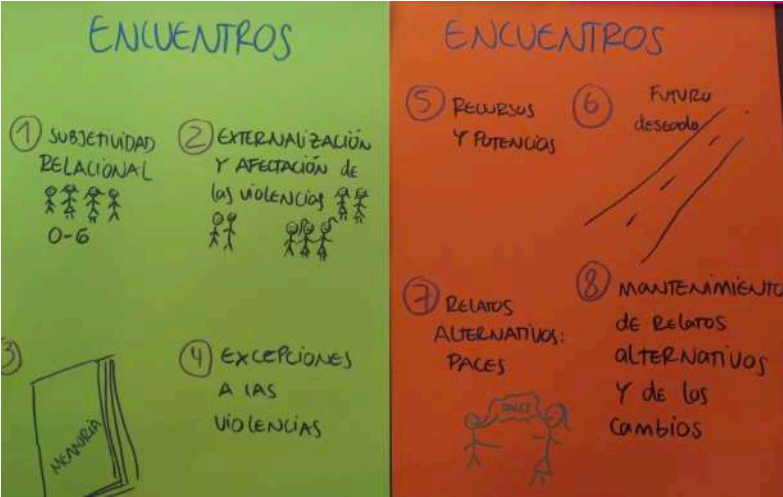 ENCUENTROS
1 SUBJETIVIDAD
RELACIONAL
0-6
2 EXTERNALIZACIÓN
Y AFECTACIÓN de
las violencias
3
MEMORIA
4 EXCEPCIONES
A LAS
VIOLENCIAS
ENCUENTROS
5 RECURSOS
Y POTENCIAS
6 FUTURO
deseado
7 RELATOS
ALTERNATIVOS:
PACES
PACES
8 MANTENIMIENTO
de RELATOS
alternativos
Y de los
Cambios